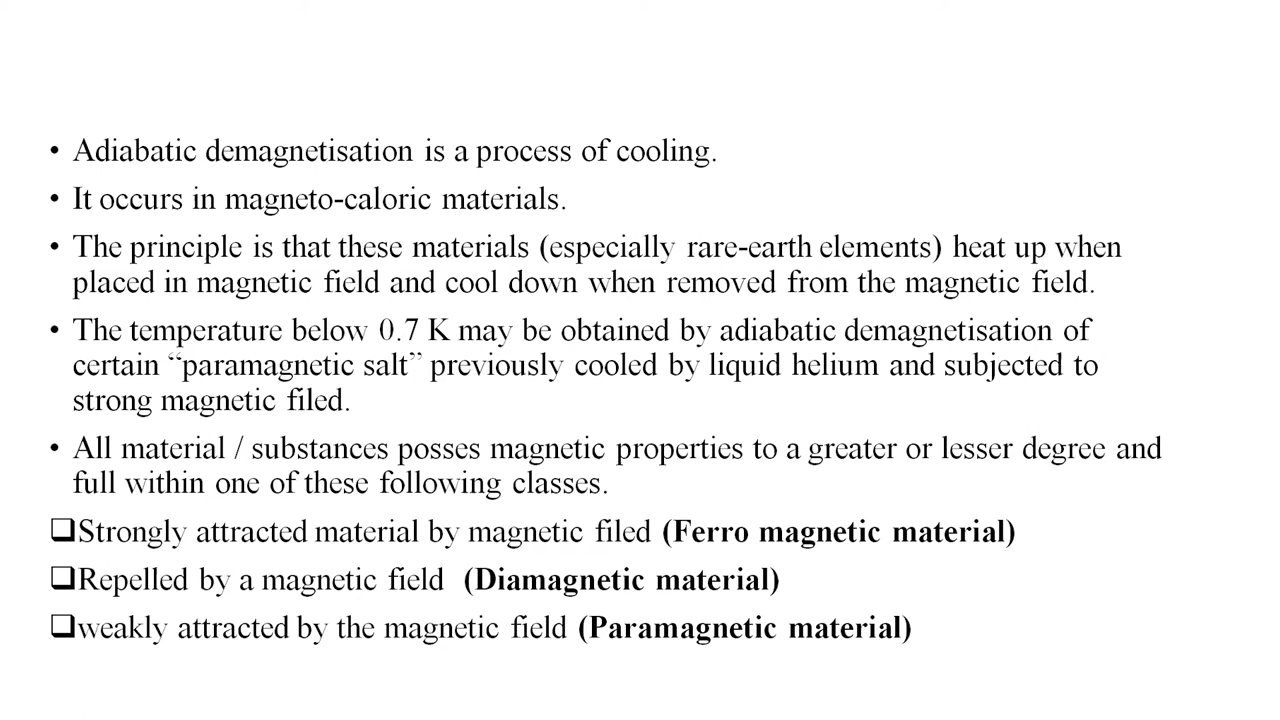 • Adiabatic demagnetisation is a process of cooling.
• It occurs in magneto-caloric materials.
• The principle is that these materials (especially rare-earth elements) heat up when
placed in magnetic field and cool down when removed from the magnetic field.
• The temperature below 0.7 K may be obtained by adiabatic demagnetisation of
certain “paramagnetic salt” previously cooled by liquid helium and subjected to
strong magnetic filed.
• All material / substances posses magnetic properties to a greater or lesser degree and
full within one of these following classes.
❑Strongly attracted material by magnetic filed (Ferro magnetic material)
❑Repelled by a magnetic field (Diamagnetic material)
❑weakly attracted by the magnetic field (Paramagnetic material)